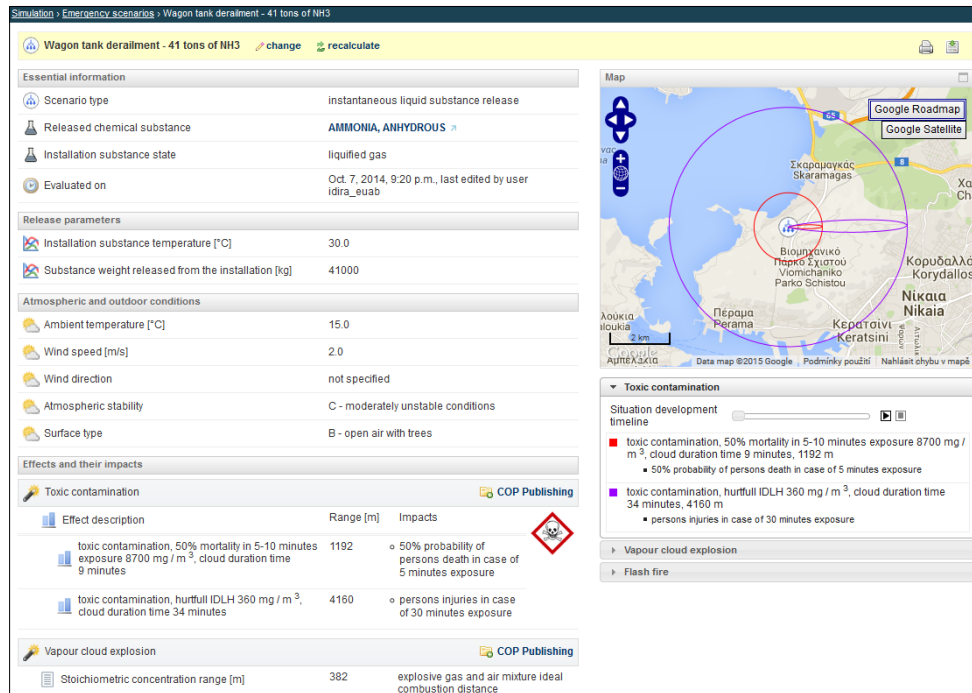 Simulation › Emergency scenarios › Wagon tank derailment - 41 tons of NH3
Wagon tank derailment - 41 tons of NH3 change recalculate
Essential information
Scenario type instantaneous liquid substance release
Released chemical substance AMMONIA, ANHYDROUS
Installation substance state liquified gas
Evaluated on Oct. 7, 2014, 9:20 p.m., last edited by user
idira_euab
Release parameters
Installation substance temperature [°C] 30.0
Substance weight released from the installation [kg] 41000
Atmospheric and outdoor conditions
Ambient temperature [°C] 15.0
Wind speed [m/s] 2.0
Wind direction not specified
Atmospheric stability C - moderately unstable conditions
Surface type B - open air with trees
Effects and their impacts
Toxic contamination COP Publishing
Effect description Range [m] Impacts
toxic contamination, 50% mortality in 5-10 minutes
exposure 8700 mg / m 3, cloud duration time
9 minutes
1192
50% probability of
persons death in case of
5 minutes exposure
toxic contamination, hurtfull IDLH 360 mg / m 3,
cloud duration time 34 minutes
4160
persons injuries in case
of 30 minutes exposure
Vapour cloud explosion COP Publishing
Stoichiometric concentration range [m] 382 explosive gas and air mixture ideal
combustion distance
Map
Google Roadmap
Google Satellite
G5
8
Σκαραμαγκάς
Skaramagas
Χα
Cha
Βιομηχανικό
Πάρκο Σχιστού
Viomichaniko
Parko Schistou
Κορυδαλλό
Korydallos
Νίκαια
Nikaia
Πέραμα
Perama
Κερατσίνι
Keratsini
λούκια
aloukia
2 km
Google
Αμπελάκια
Data map ©2015 Google Podmínky použití Nahlásit chybu v mapě
Toxic contamination
Situation development
timeline
toxic contamination, 50% mortality in 5-10 minutes exposure 8700 mg /
m 3, cloud duration time 9 minutes, 1192 m
50% probability of persons death in case of 5 minutes exposure
toxic contamination, hurtfull IDLH 360 mg / m 3, cloud duration time
34 minutes, 4160 m
persons injuries in case of 30 minutes exposure
Vapour cloud explosion
Flash fire